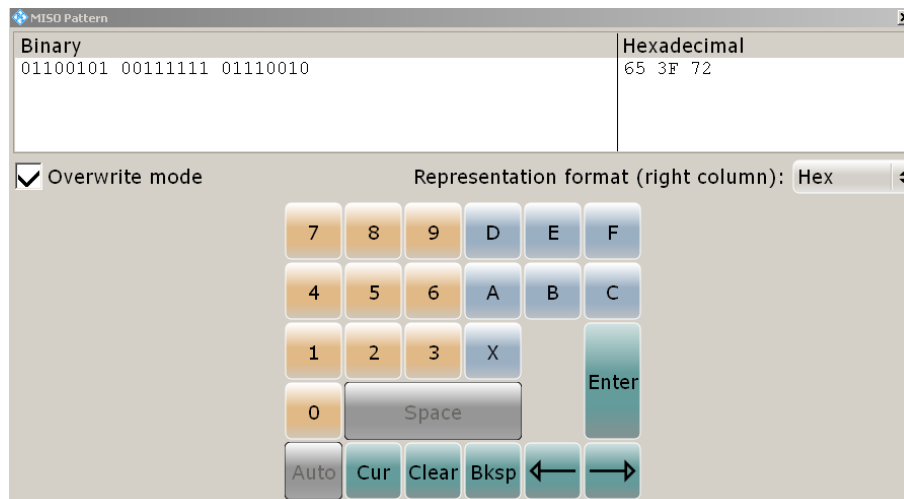 MISO Pattern
Binary Hexadecimal
01100101 00111111 01110010 65 3F 72
Overwrite mode Representation format (right column): Hex
7 8 9 D E F
4 5 6 A B C
1 2 3 X
Enter
0 Space
Auto Cur Clear Bksp ← →